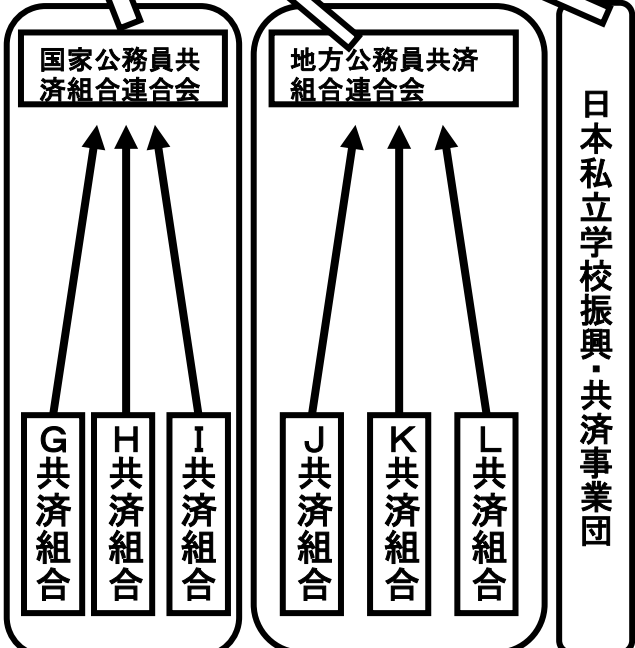 国家公務員共
済組合連合会
地方公務員共済
組合連合会
日本私立学校振興・共済事業団
G共済組合
H共済組合
I共済組合
J共済組合
K共済組合
L共済組合